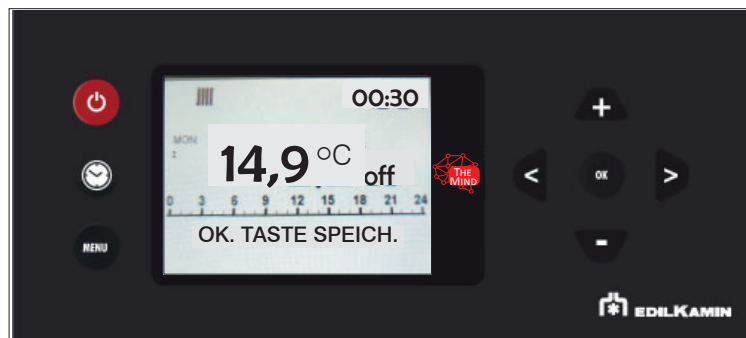 00:30
MON
14,9 °C
off
0 3 6 9 12 15 18 21 24
OK. TASTE SPEICH.
MENU
THE
MIND
+
<
OK
>
-
EDILKAMIN